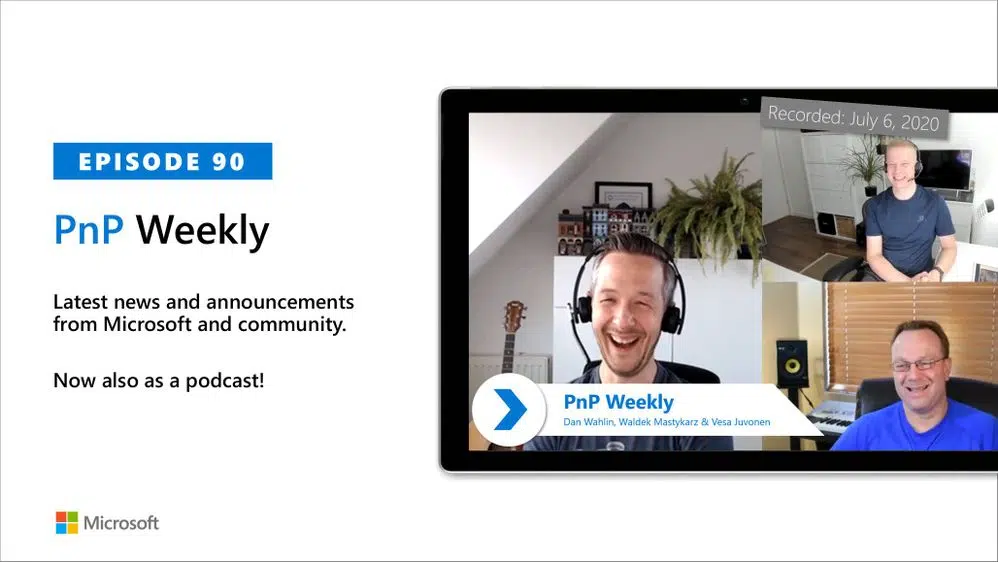 EPISODE 90
PnP Weekly
Latest news and announcements
from Microsoft and community.
Now also as a podcast!
Microsoft
Recorded: July 6, 2020
PnP Weekly
Dan Wahlin, Waldek Mastykarz & Vesa Juvonen